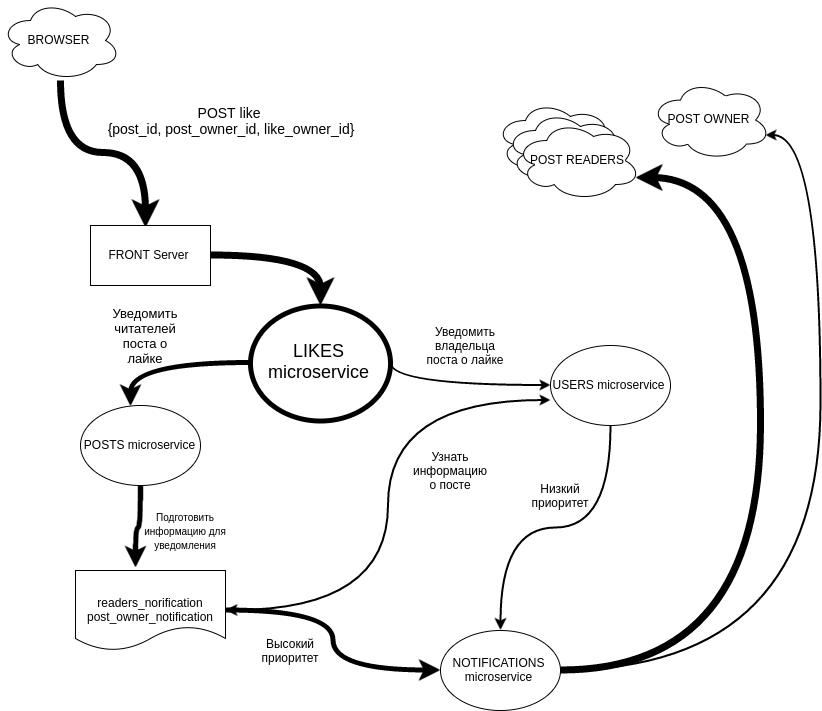 BROWSER
POST like
{post_id, post_owner_id, like_owner_id}
POST OWNER
POST READERS
FRONT Server
Уведомить
читателей
поста о
лайке
LIKES
microservice
Уведомить
владельца
поста о лайке
USERS microservice
POSTS microservice
Узнать
информацию
о посте
Низкий
приоритет
Подготовить
информацию для
уведомления
readers_norification
post_owner_notification
Высокий
приоритет
NOTIFICATIONS
microservice